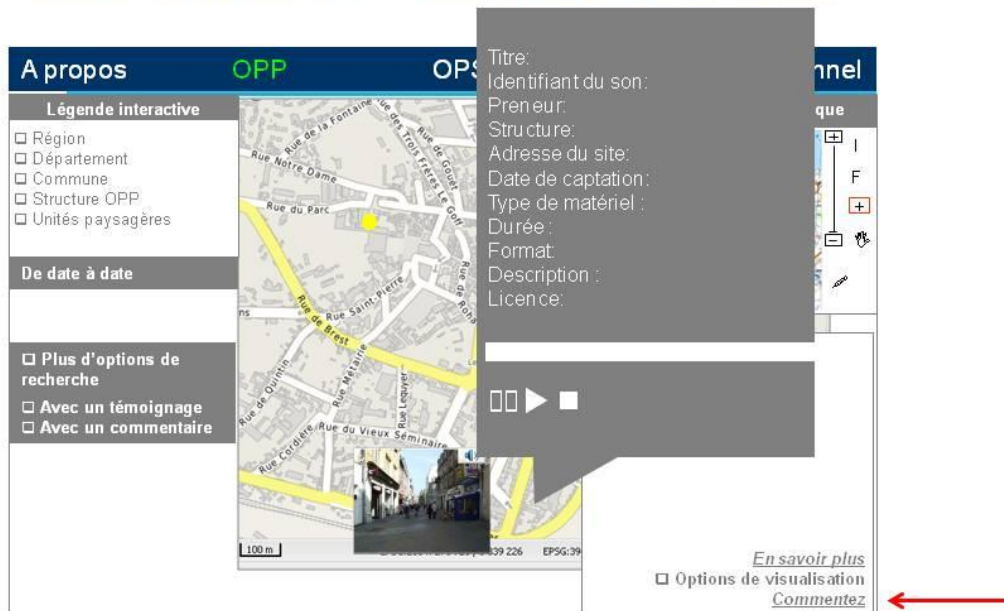 A propos
OPP
OPS
nnel
Légende interactive
que
☐ Région
☐ Département
☐ Commune
☐ Structure OPP
☐ Unités paysagères
De date à date
☐ Plus d'options de
recherche
☐ Avec un témoignage
☐ Avec un commentaire
Rue de la Fontaine
Rue des Trois Frères Le Goff
Rue de Gouet
Rue Notre Dame
Rue du Parc
Rue Saint-Pierre
Rue de Brest
Rue de Quintin
Rue Métairie
Rue Lequyer
Rue du Vieux Séminaire
Rue Cordière
100 m
839 226
EPSG:39
Titre:
Identifiant du son:
Preneur:
Structure:
Adresse du site:
Date de captation:
Type de matériel :
Durée :
Format:
Description :
Licence:
I
F
En savoir plus
☐ Options de visualisation
Commentez